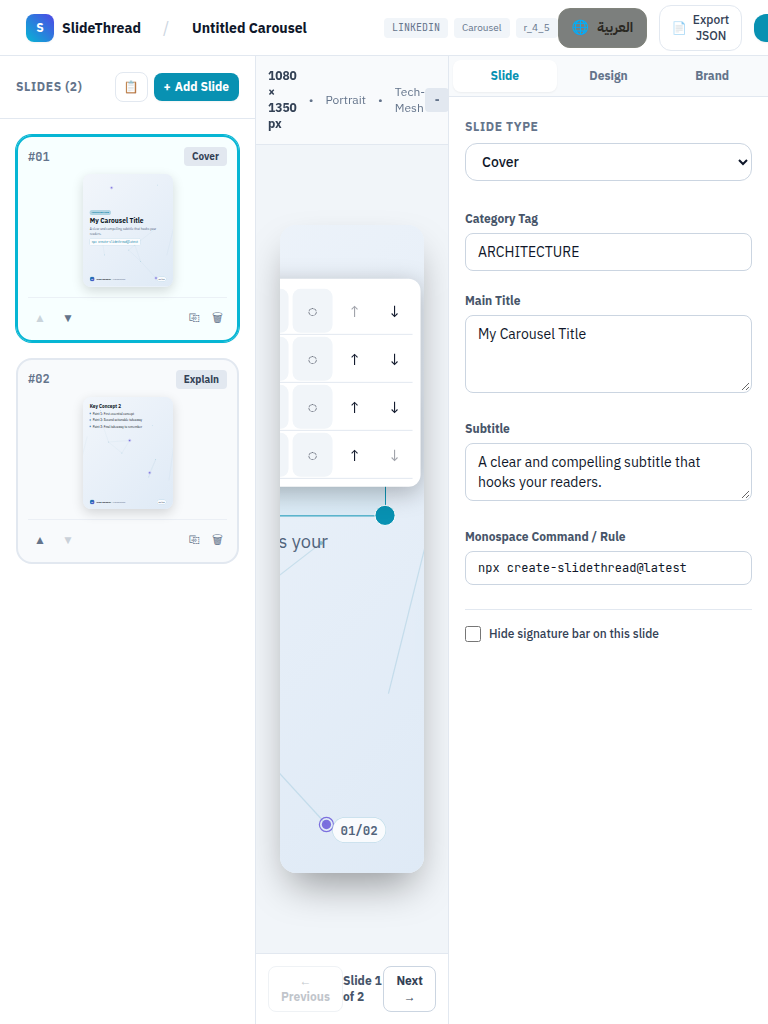 S SlideThread / Untitled Carousel LINKEDIN Carousel r_4_5 العربية Export JSON
SLIDES (2) + Add Slide
#01 Cover
My Carousel Title
▲ ▼
#02 Explain
Key Concept 2
▲ ▼
1080 × 1350 px • Portrait • Tech-Mesh -
↑ ↓
↑ ↓
↑ ↓
↑ ↓
s your
01/02
← Previous
Slide 1 of 2
Next →
Slide Design Brand
SLIDE TYPE
Cover
Category Tag
ARCHITECTURE
Main Title
My Carousel Title
Subtitle
A clear and compelling subtitle that
hooks your readers.
Monospace Command / Rule
npx create-slidethread@latest
Hide signature bar on this slide